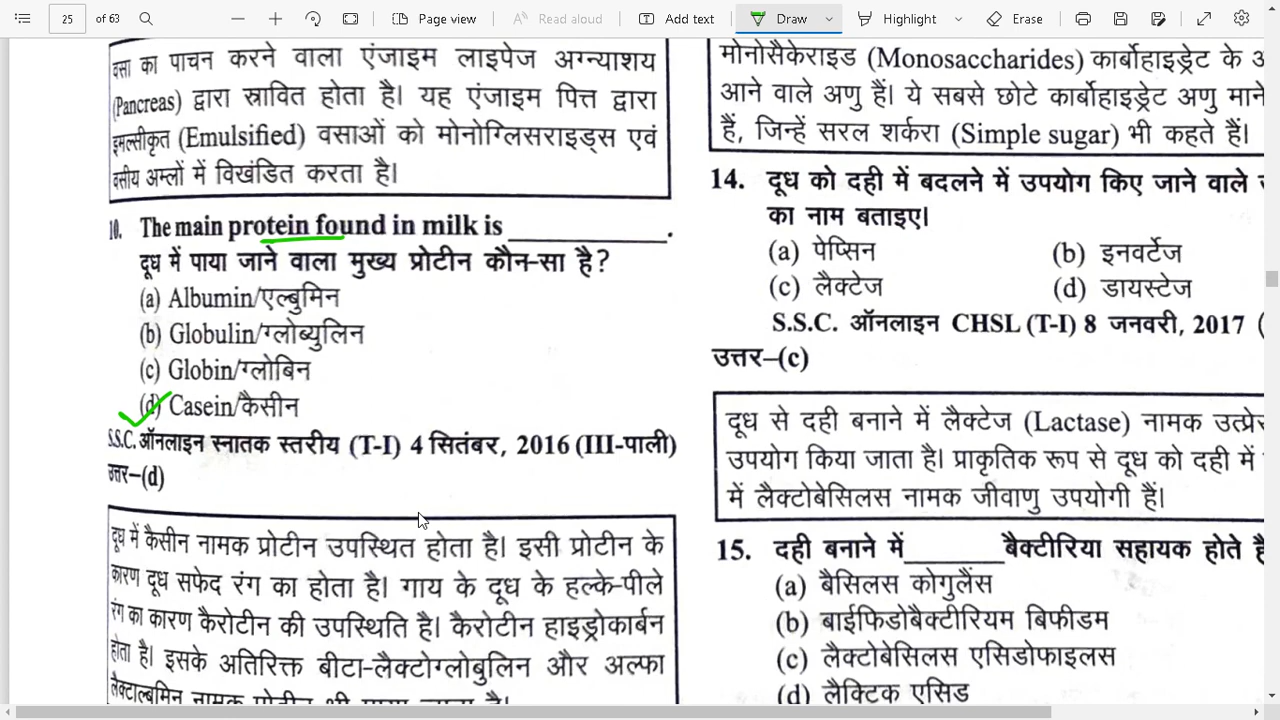 25
of 63
Page view
Read aloud
Add text
Draw
Highlight
Erase
वसा का पाचन करने वाला एंजाइम लाइपेज अग्न्याशय
(Pancreas) द्वारा स्रावित होता है। यह एंजाइम पित्त द्वारा
इमल्सीकृत (Emulsified) वसाओं को मोनोग्लिसराइड्स एवं
वसीय अम्लों में विखंडित करता है।
10. The main protein found in milk is ____________.
दूध में पाया जाने वाला मुख्य प्रोटीन कौन-सा है?
(a) Albumin/एल्बुमिन
(b) Globulin/ग्लोब्युलिन
(c) Globin/ग्लोबिन
(d) Casein/कैसीन
S.S.C. ऑनलाइन स्नातक स्तरीय (T-I) 4 सितंबर, 2016 (III-पाली)
उत्तर–(d)
दूध में कैसीन नामक प्रोटीन उपस्थित होता है। इसी प्रोटीन के
कारण दूध सफेद रंग का होता है। गाय के दूध के हल्के-पीले
रंग का कारण कैरोटीन की उपस्थिति है। कैरोटीन हाइड्रोकार्बन
होता है। इसके अतिरिक्त बीटा-लैक्टोग्लोबुलिन और अल्फा
लैक्टाल्बुमिन नामक प्रोटीन भी
मोनोसैकेराइड (Monosaccharides) कार्बोहाइड्रेट के
आने वाले अणु हैं। ये सबसे छोटे कार्बोहाइड्रेट अणु माने
हैं, जिन्हें सरल शर्करा (Simple sugar) भी कहते हैं।
14. दूध को दही में बदलने में उपयोग किए जाने वाले
का नाम बताइए।
(a) पेप्सिन (b) इनवर्टेज
(c) लैक्टेज (d) डायस्टेज
S.S.C. ऑनलाइन CHSL (T-I) 8 जनवरी, 2017 (
उत्तर–(c)
दूध से दही बनाने में लैक्टेज (Lactase) नामक उत्प्रे
उपयोग किया जाता है। प्राकृतिक रूप से दूध को दही में
में लैक्टोबेसिलस नामक जीवाणु उपयोगी हैं।
15. दही बनाने में________बैक्टीरिया सहायक होते है
(a) बैसिलस कोगुलैंस
(b) बाईफिडोबैक्टीरियम बिफीडम
(c) लैक्टोबेसिलस एसिडोफाइलस
(d) लैक्टिक एसिड